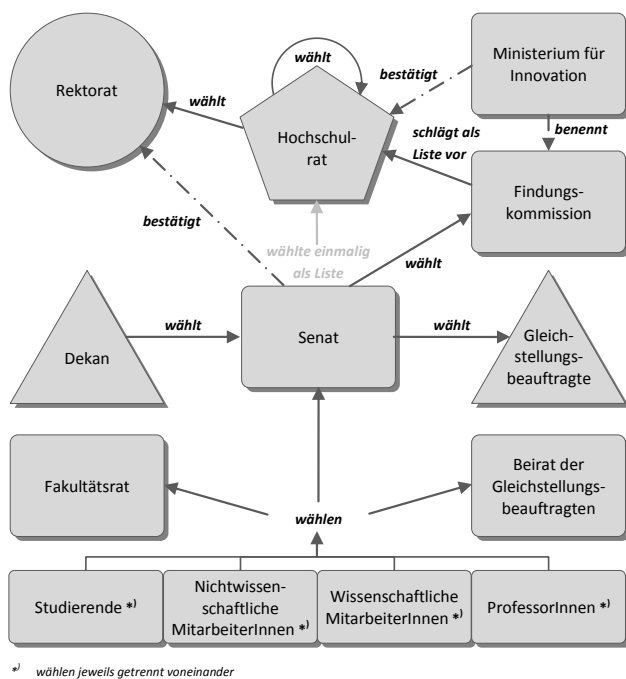 Rektorat
wählt
wählt
Hochschul-
rat
bestätigt
Ministerium für
Innovation
benennt
schlägt als
Liste vor
Findungs-
kommission
bestätigt
wählte einmalig
als Liste
wählt
Dekan
wählt
Senat
wählt
Gleich-
stellungs-
beauftragte
Fakultätsrat
wählen
Beirat der
Gleichstellungs-
beauftragten
Studierende *)
Nichtwissen-
schaftliche
MitarbeiterInnen *)
Wissenschaftliche
MitarbeiterInnen *)
ProfessorInnen *)
*) wählen jeweils getrennt voneinander